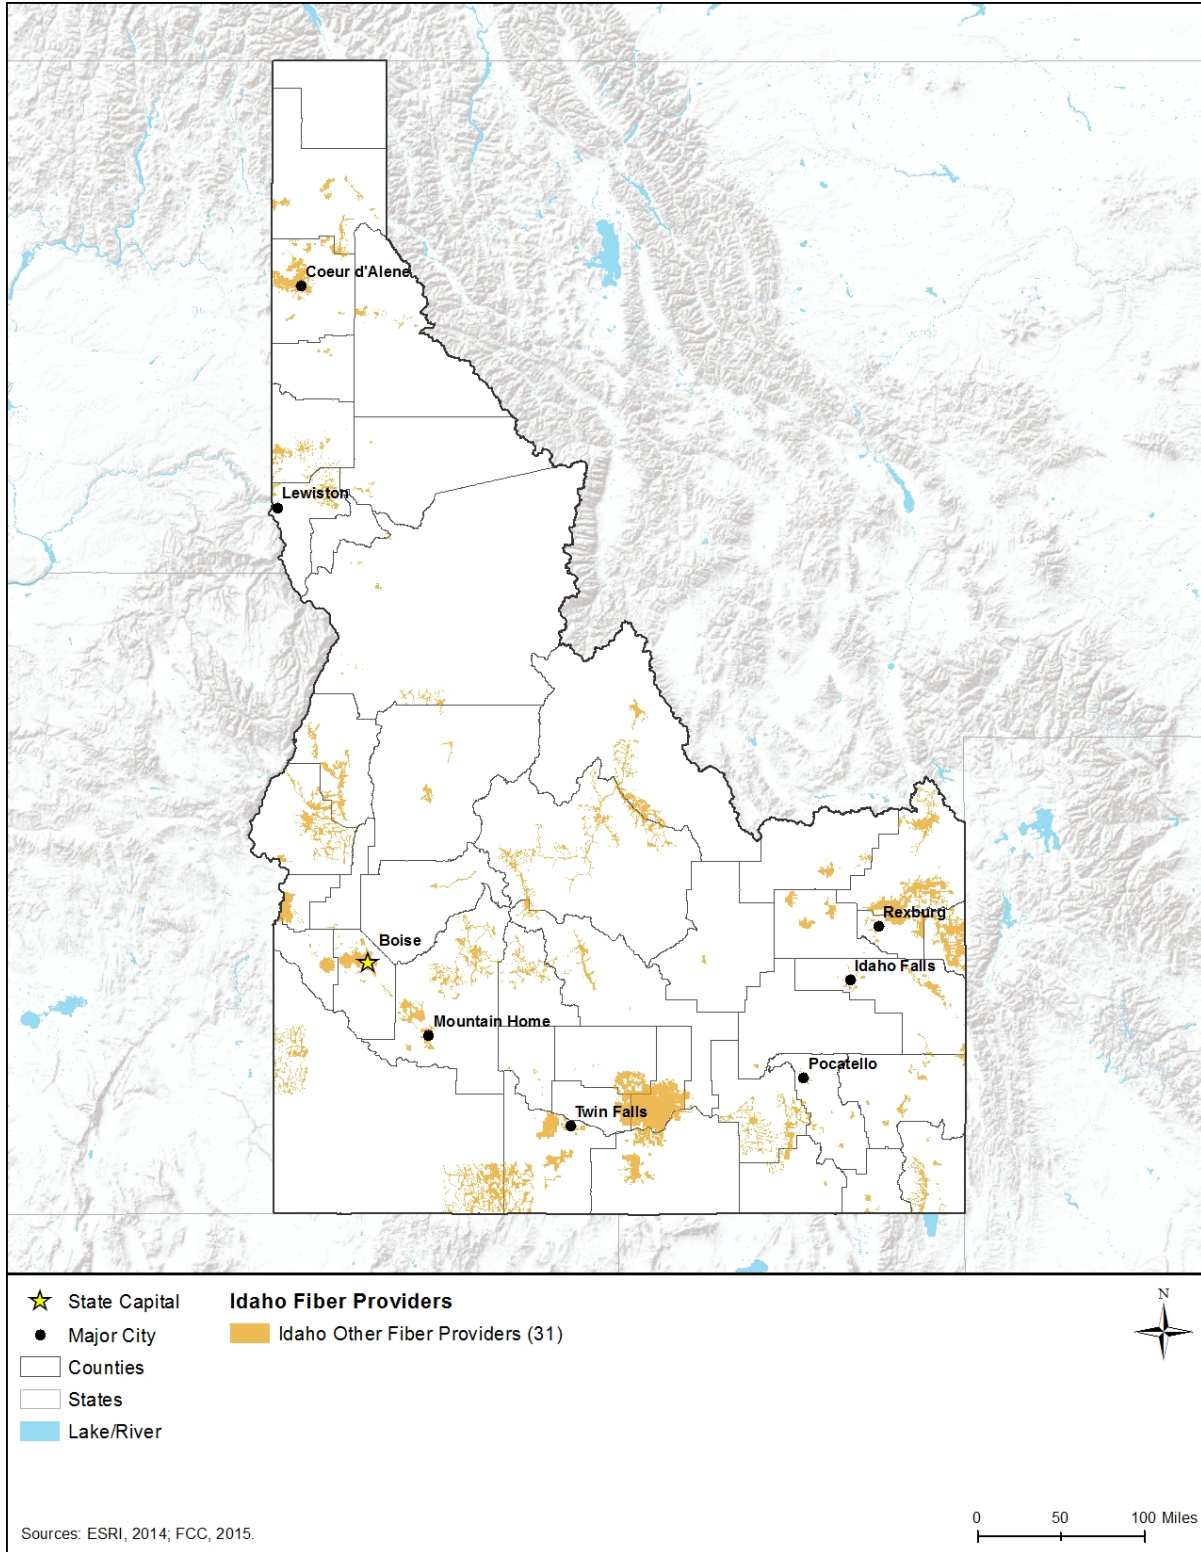 Coeur d'Alene
Lewiston
Rexburg
Boise
Idaho Falls
Mountain Home
Pocatello
Twin Falls
State Capital
Major City
Counties
States
Lake/River
Idaho Fiber Providers
Idaho Other Fiber Providers (31)
N
Sources: ESRI, 2014; FCC, 2015.
0 50 100 Miles